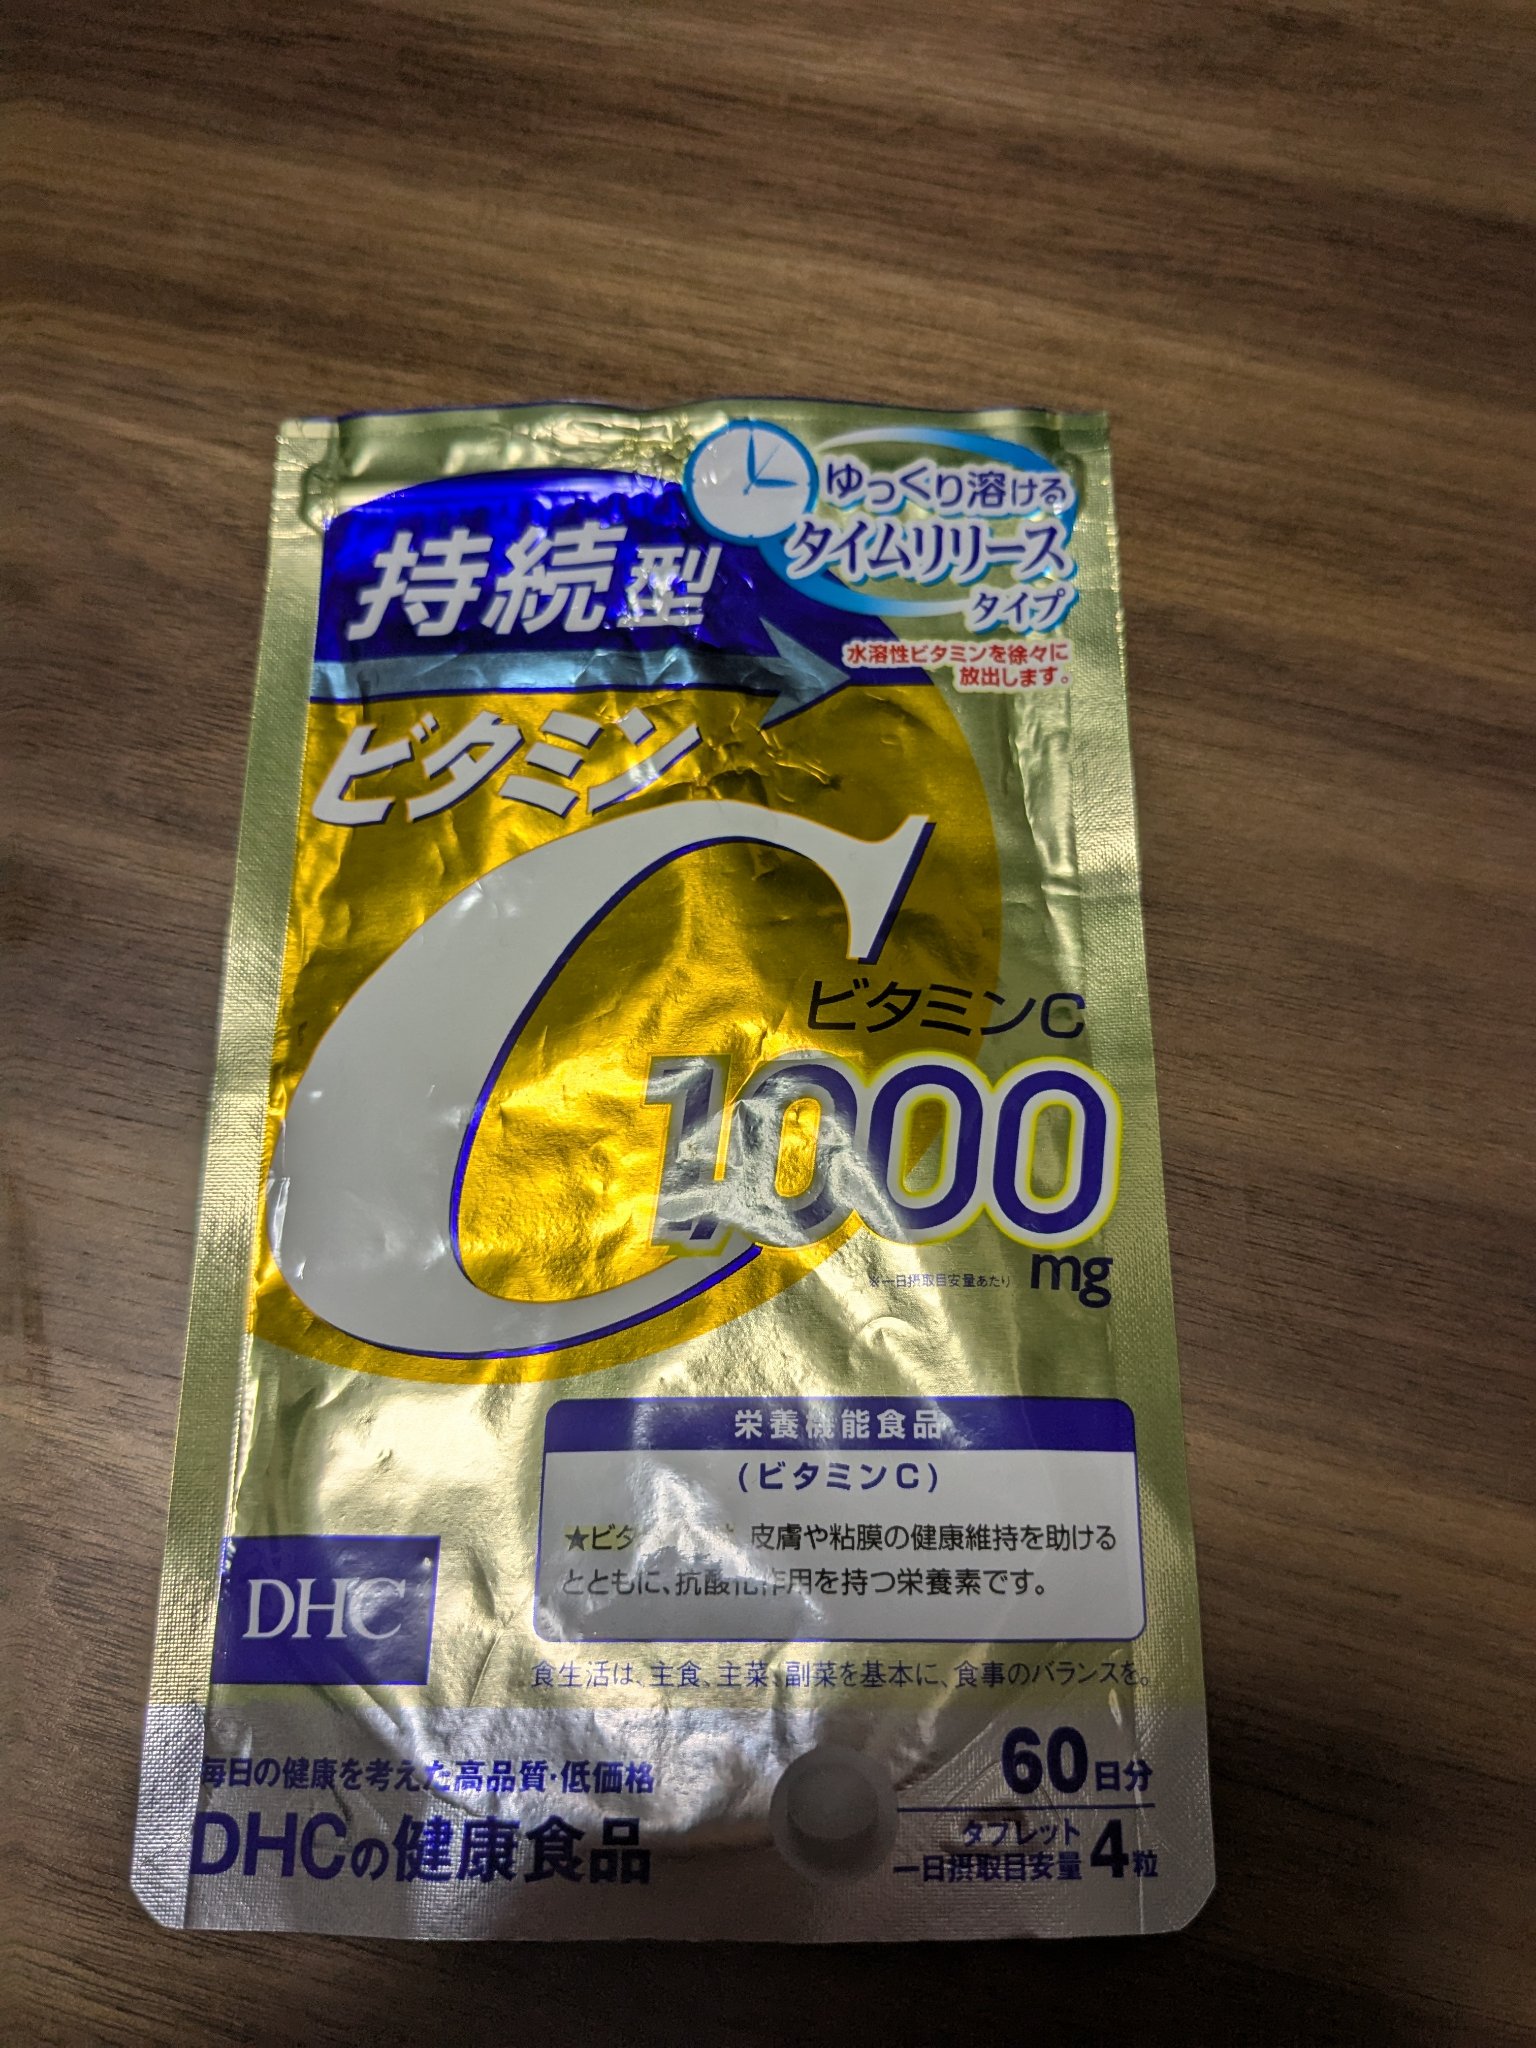 ゆっくり溶ける
タイムリリース
タイプ
水溶性ビタミンを徐々に
放出します。
持続型
ビタミン
C
ビタミンC
1,000
mg
※一日摂取目安量あたり
栄養機能食品
(ビタミンC)
★ビタ 皮膚や粘膜の健康維持を助ける
とともに、抗酸化作用を持つ栄養素です。
DHC
食生活は、主食、主菜、副菜を基本に、食事のバランスを。
毎日の健康を考えた高品質・低価格
DHCの健康食品
60日分
タブレット
一日摂取目安量 4粒